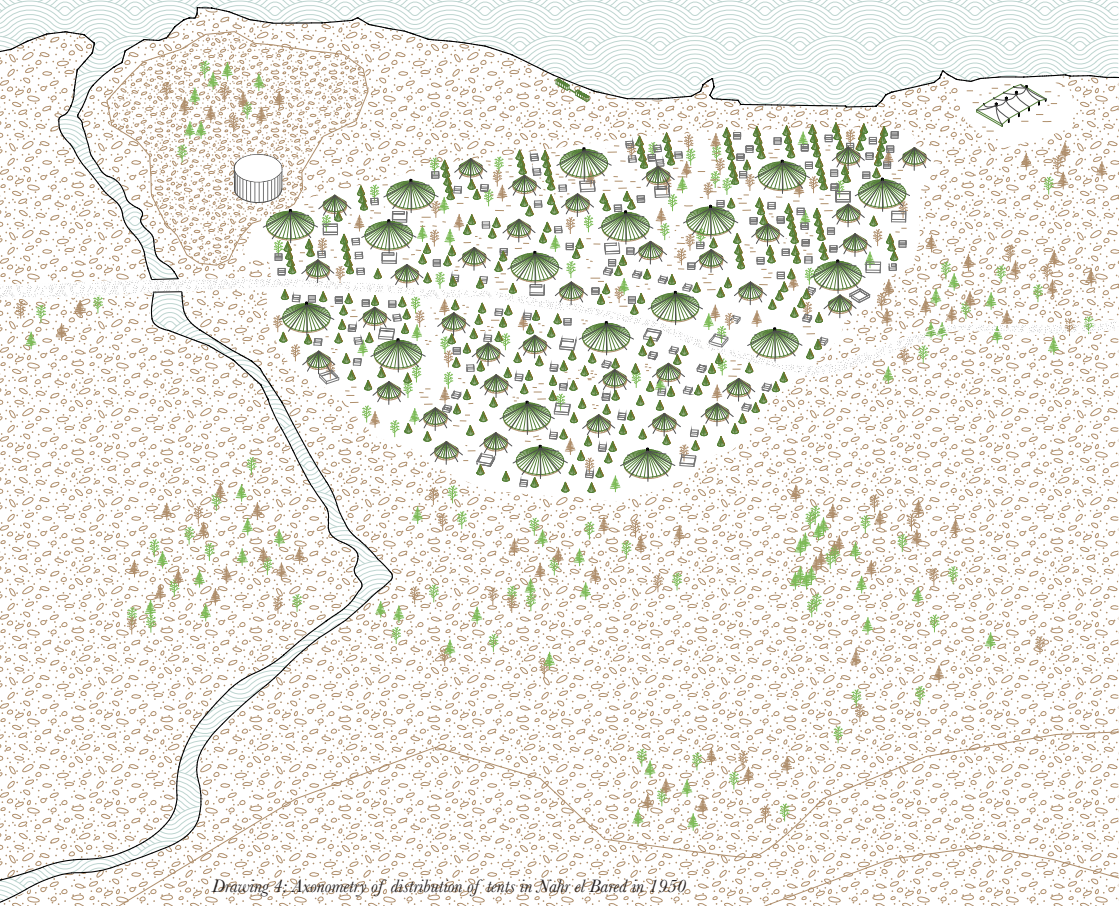 Drawing 4: Axonometry of distribution of tents in Nahr el Bared in 1950